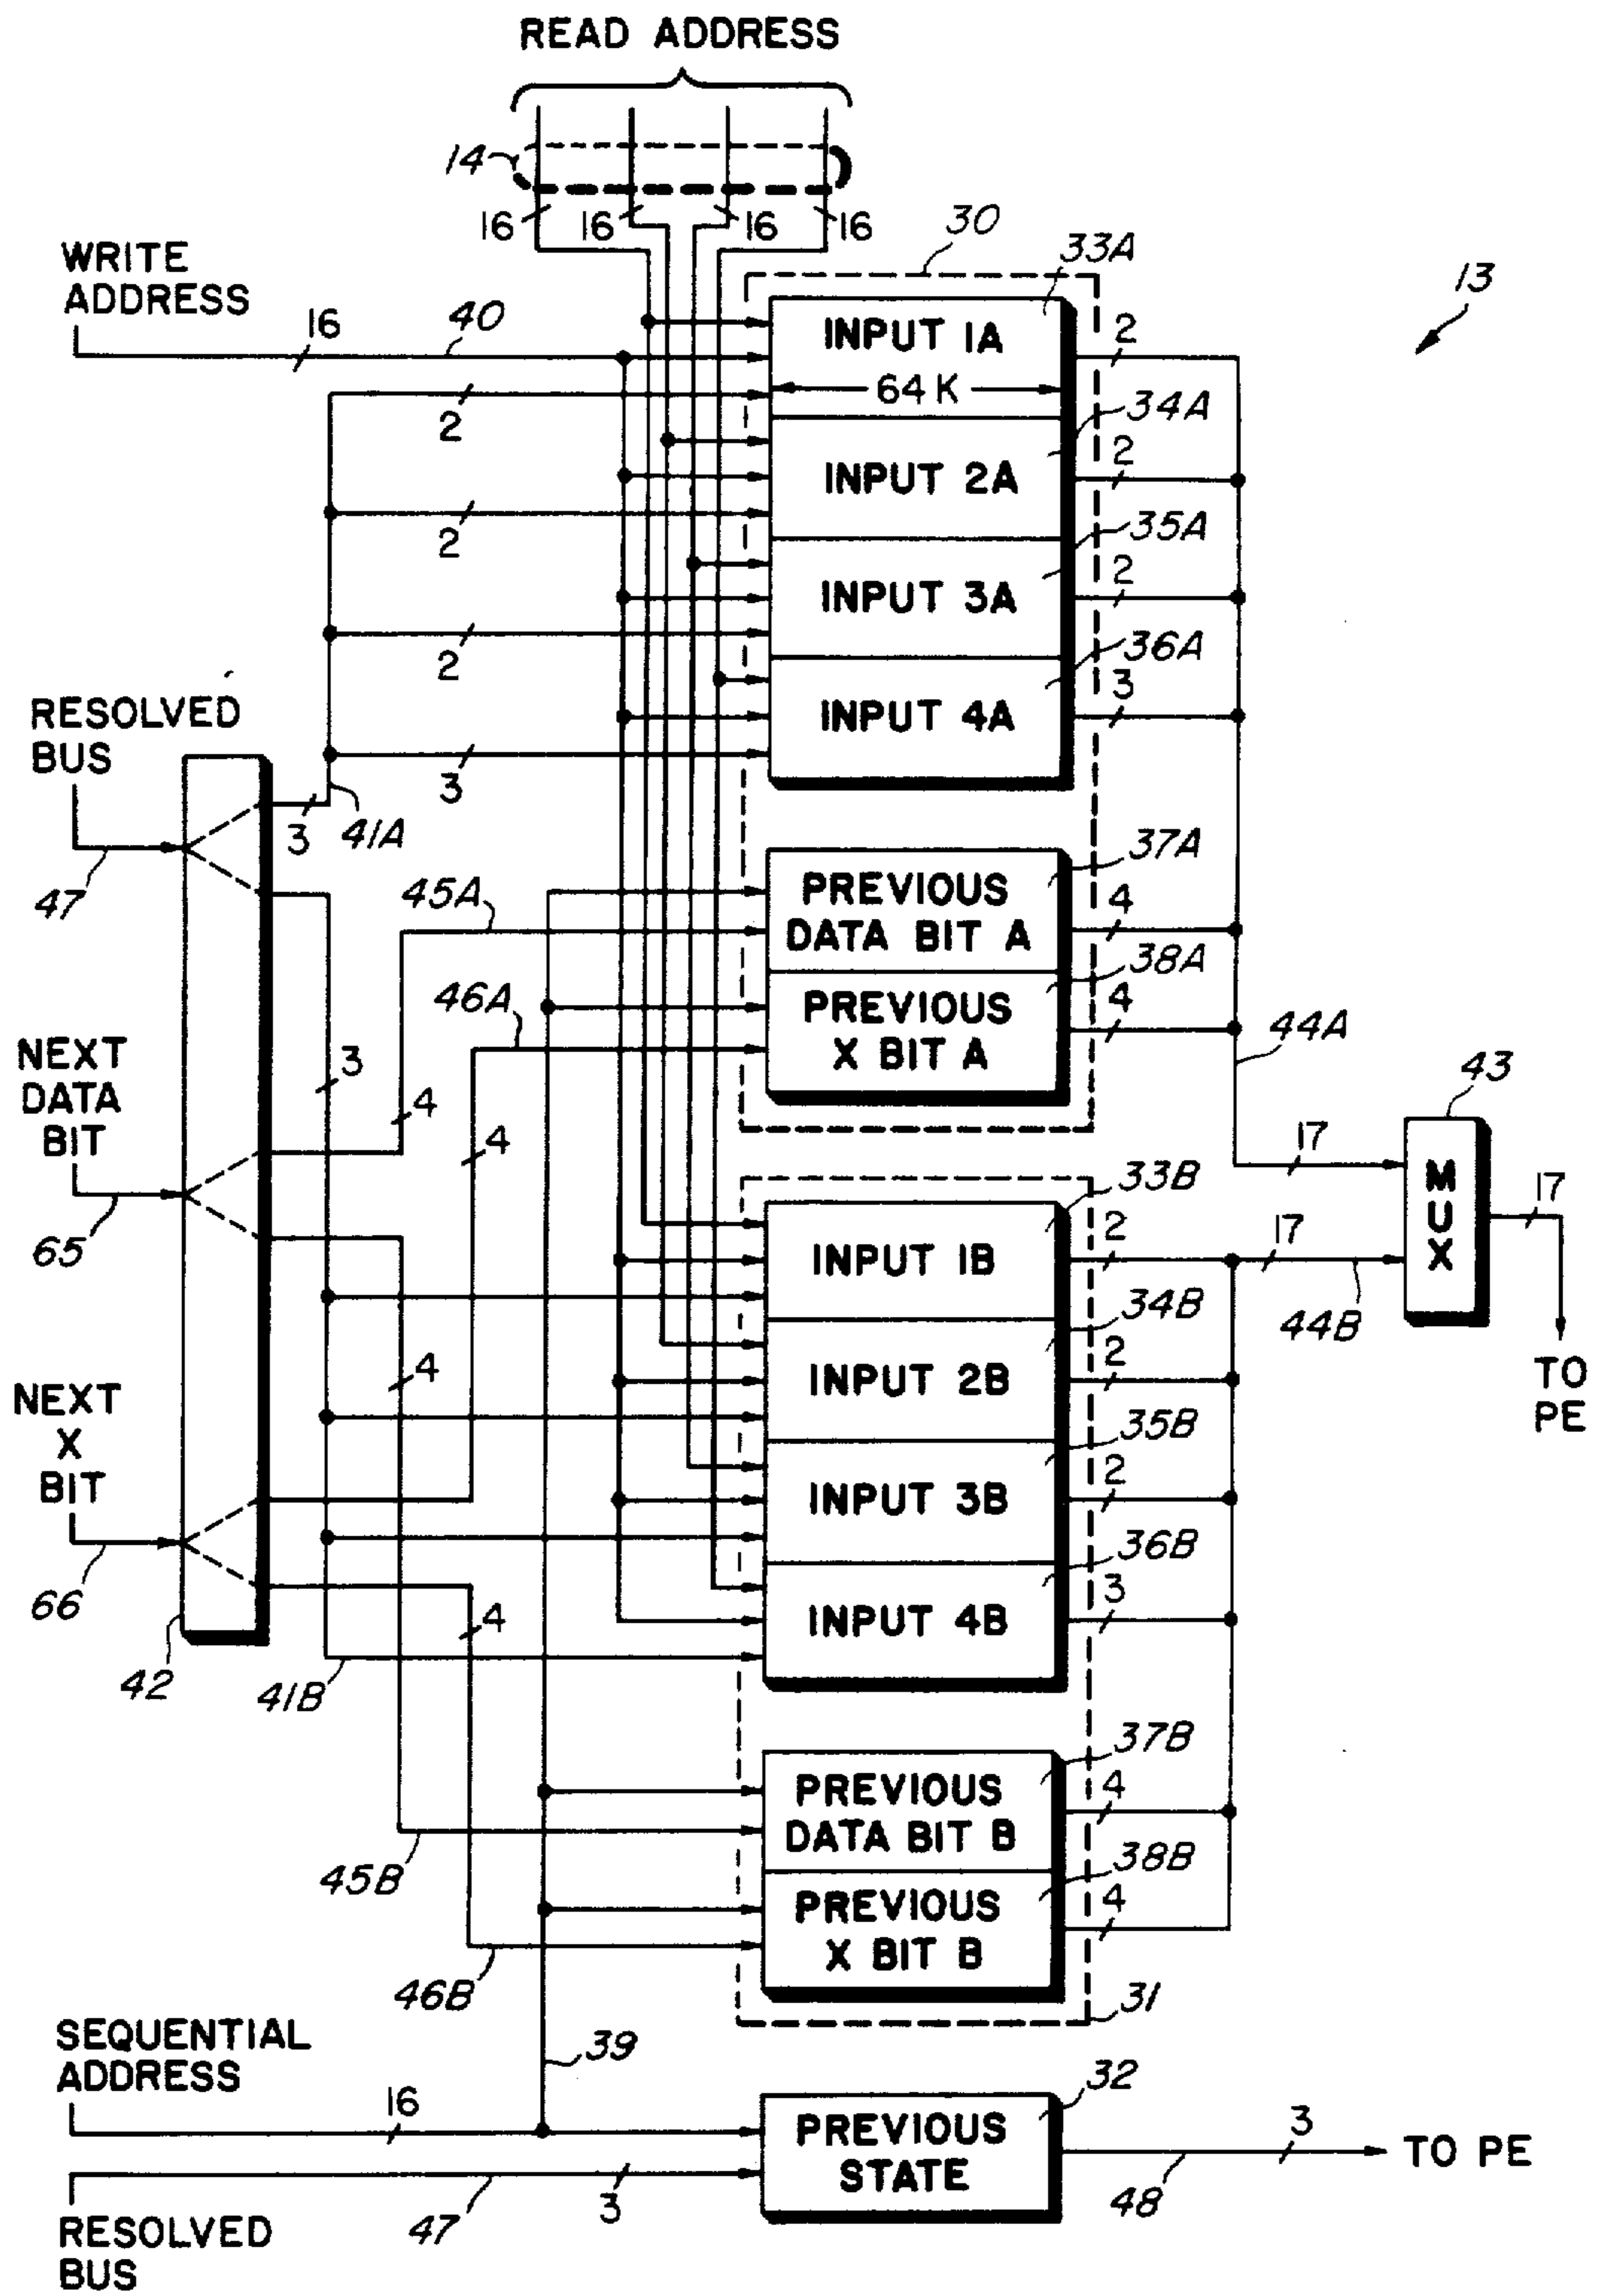 READ ADDRESS
14
16
16
16
16
30
33A
13
WRITE
ADDRESS
16
40
INPUT 1A
2
64 K
2
34A
2
INPUT 2A
2
35A
2
INPUT 3A
2
36A
3
INPUT 4A
3
RESOLVED
BUS
3
41A
47
37A
45A
PREVIOUS
DATA BIT A
4
38A
46A
PREVIOUS
X BIT A
4
44A
NEXT
DATA
BIT
3
4
4
43
17
MUX
17
65
33B
INPUT 1B
2
17
44B
34B
TO
PE
4
INPUT 2B
2
NEXT
X
BIT
35B
INPUT 3B
2
36B
66
4
INPUT 4B
3
42
41B
37B
PREVIOUS
DATA BIT B
4
45B
38B
PREVIOUS
X BIT B
4
46B
31
SEQUENTIAL
ADDRESS
39
16
32
PREVIOUS
STATE
3
TO PE
47
3
48
RESOLVED
BUS